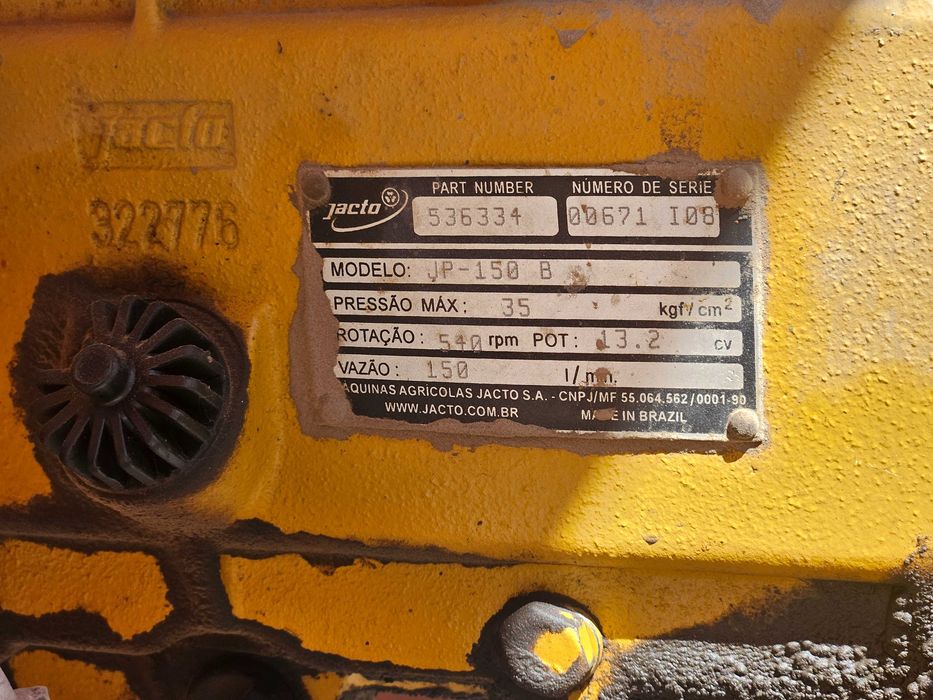 Jacto
322776
Jacto
PART NUMBER
NÚMERO DE SERIE
536334
00671 I08
MODELO: JP-150 B
PRESSÃO MÁX: 35 kgf/cm²
ROTAÇÃO: 540 rpm POT: 13.2 cv
VAZÃO: 150 l/min.
ÁQUINAS AGRÍCOLAS JACTO S.A. - CNPJ/MF 55.064.562/0001-90
WWW.JACTO.COM.BR MADE IN BRAZIL